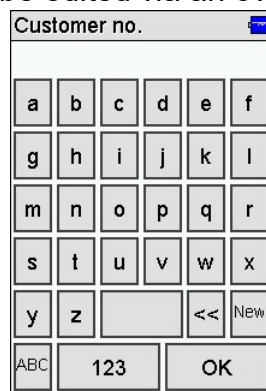 Customer no.
a b c d e f
g h i j k l
m n o p q r
s t u v w x
y z << New
ABC 123 OK